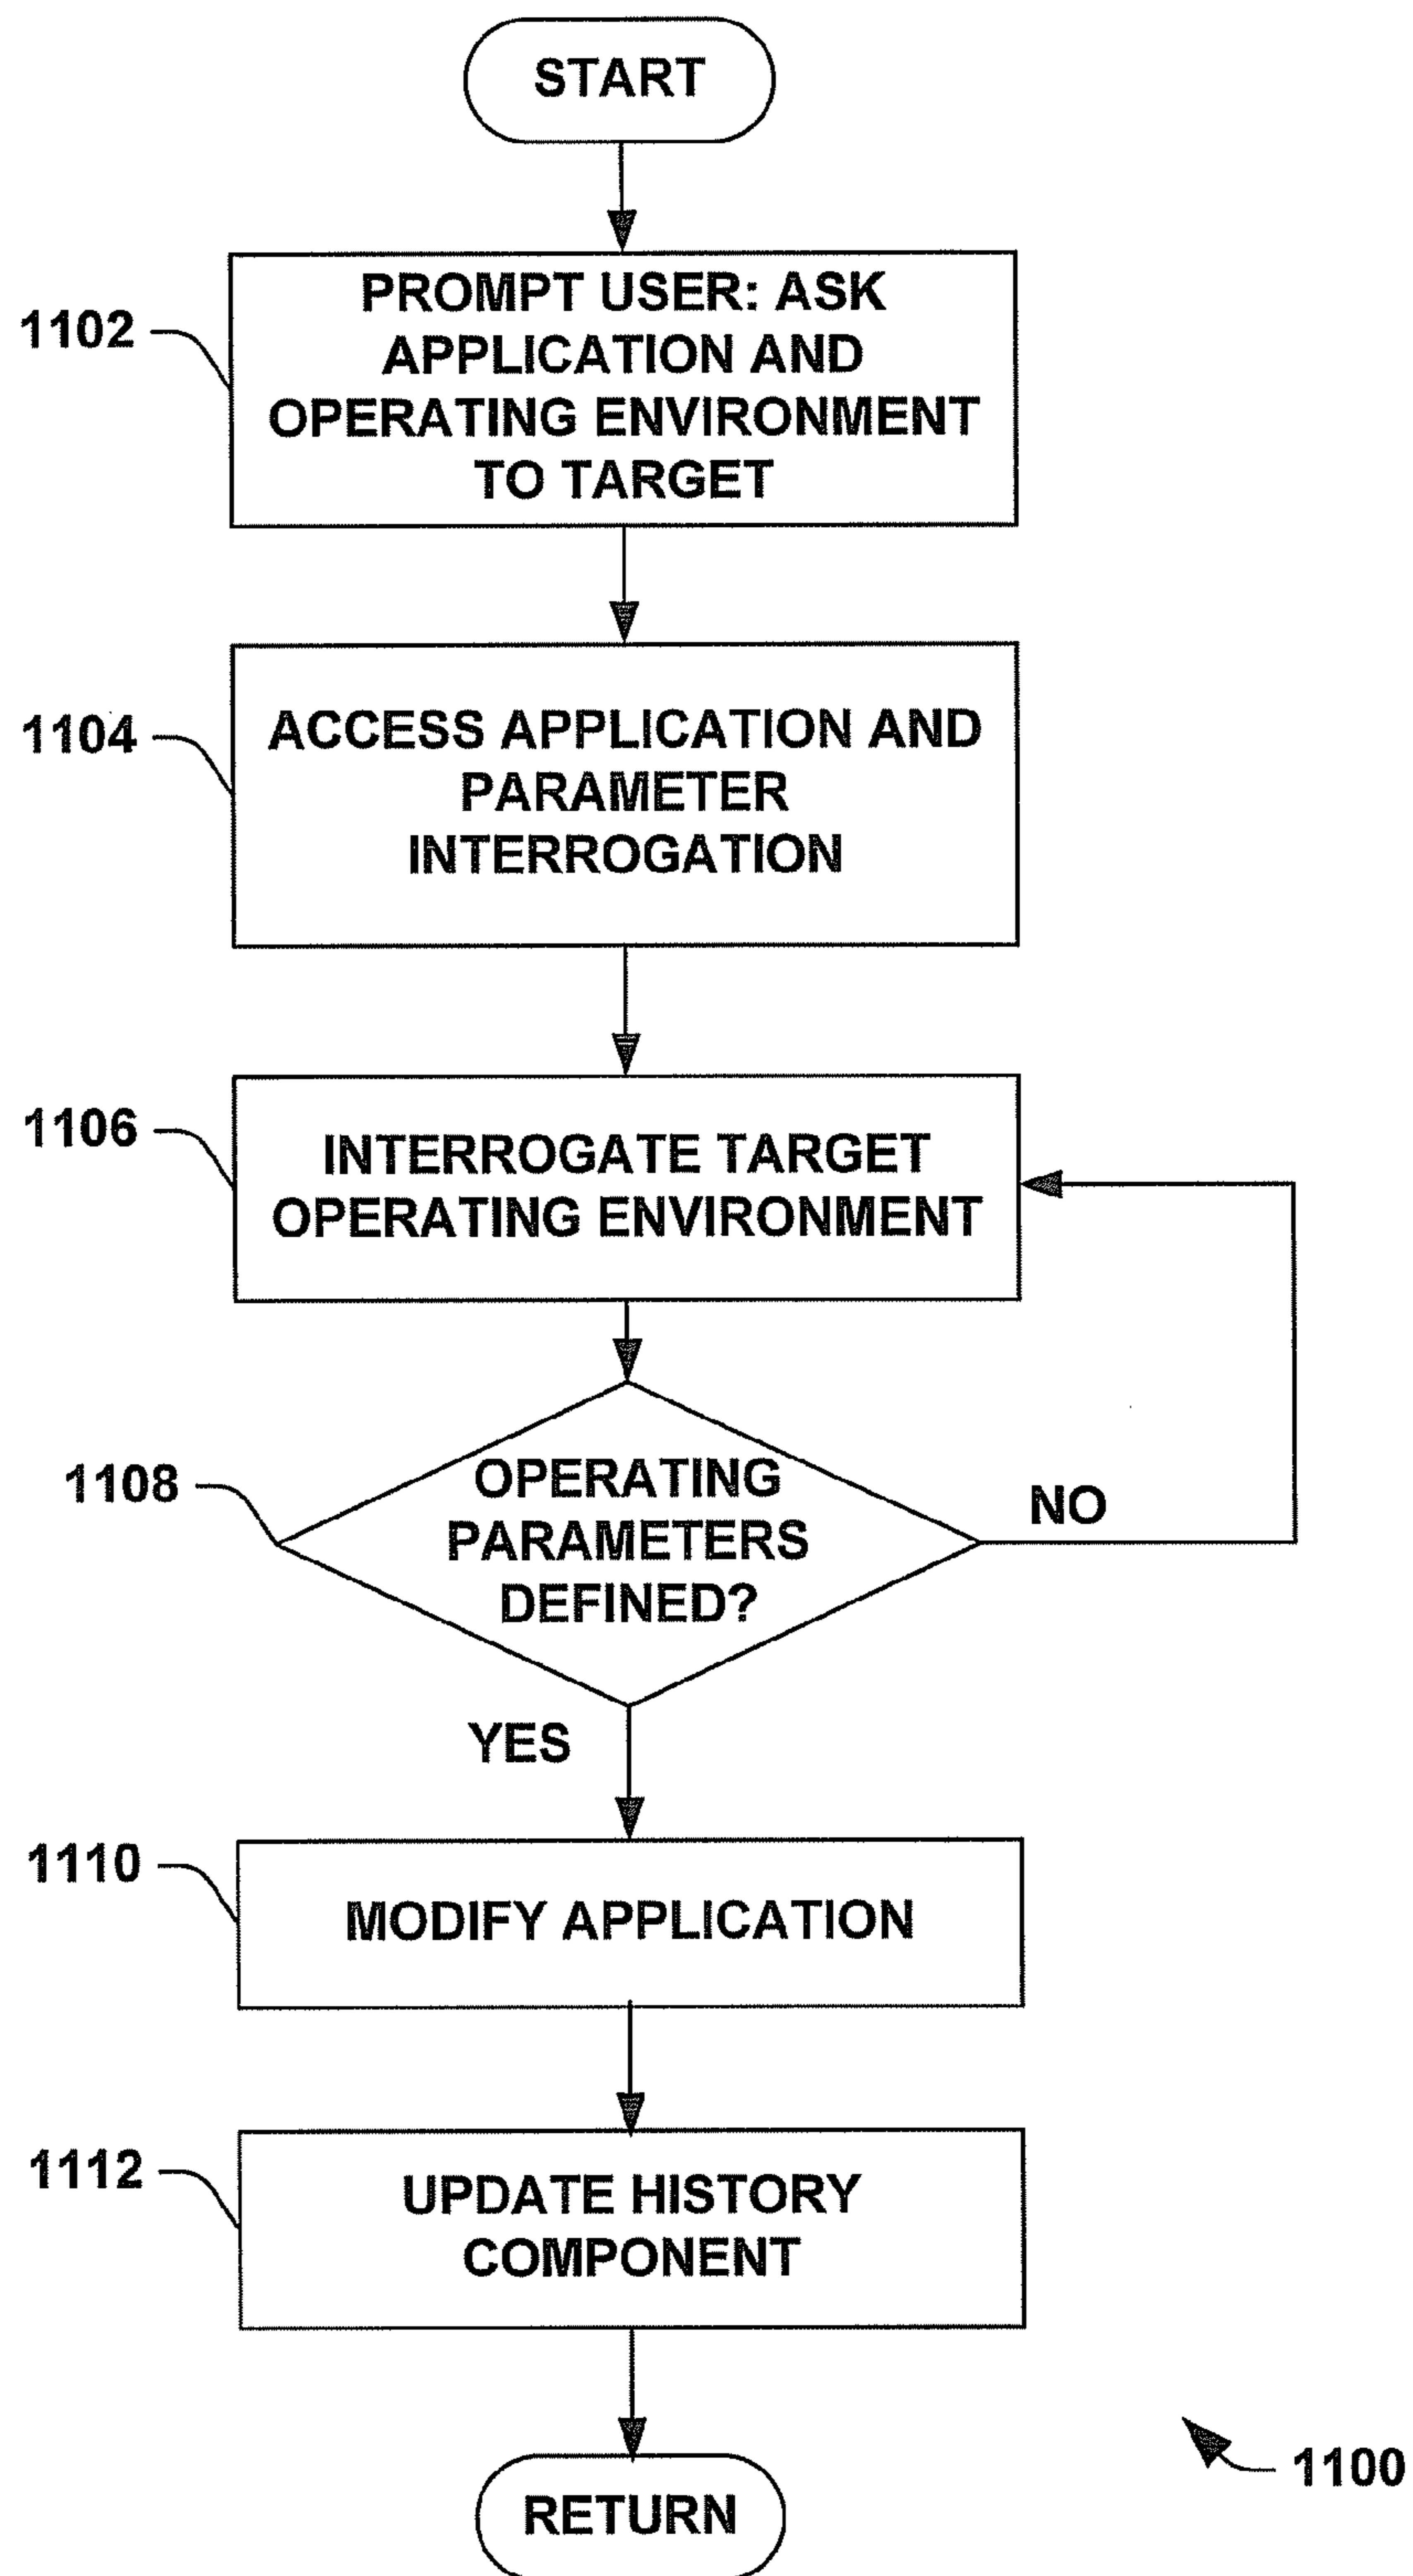 START
1102
PROMPT USER: ASK
APPLICATION AND
OPERATING ENVIRONMENT
TO TARGET
1104
ACCESS APPLICATION AND
PARAMETER
INTERROGATION
1106
INTERROGATE TARGET
OPERATING ENVIRONMENT
1108
OPERATING
PARAMETERS
DEFINED?
NO
YES
1110
MODIFY APPLICATION
1112
UPDATE HISTORY
COMPONENT
RETURN
1100